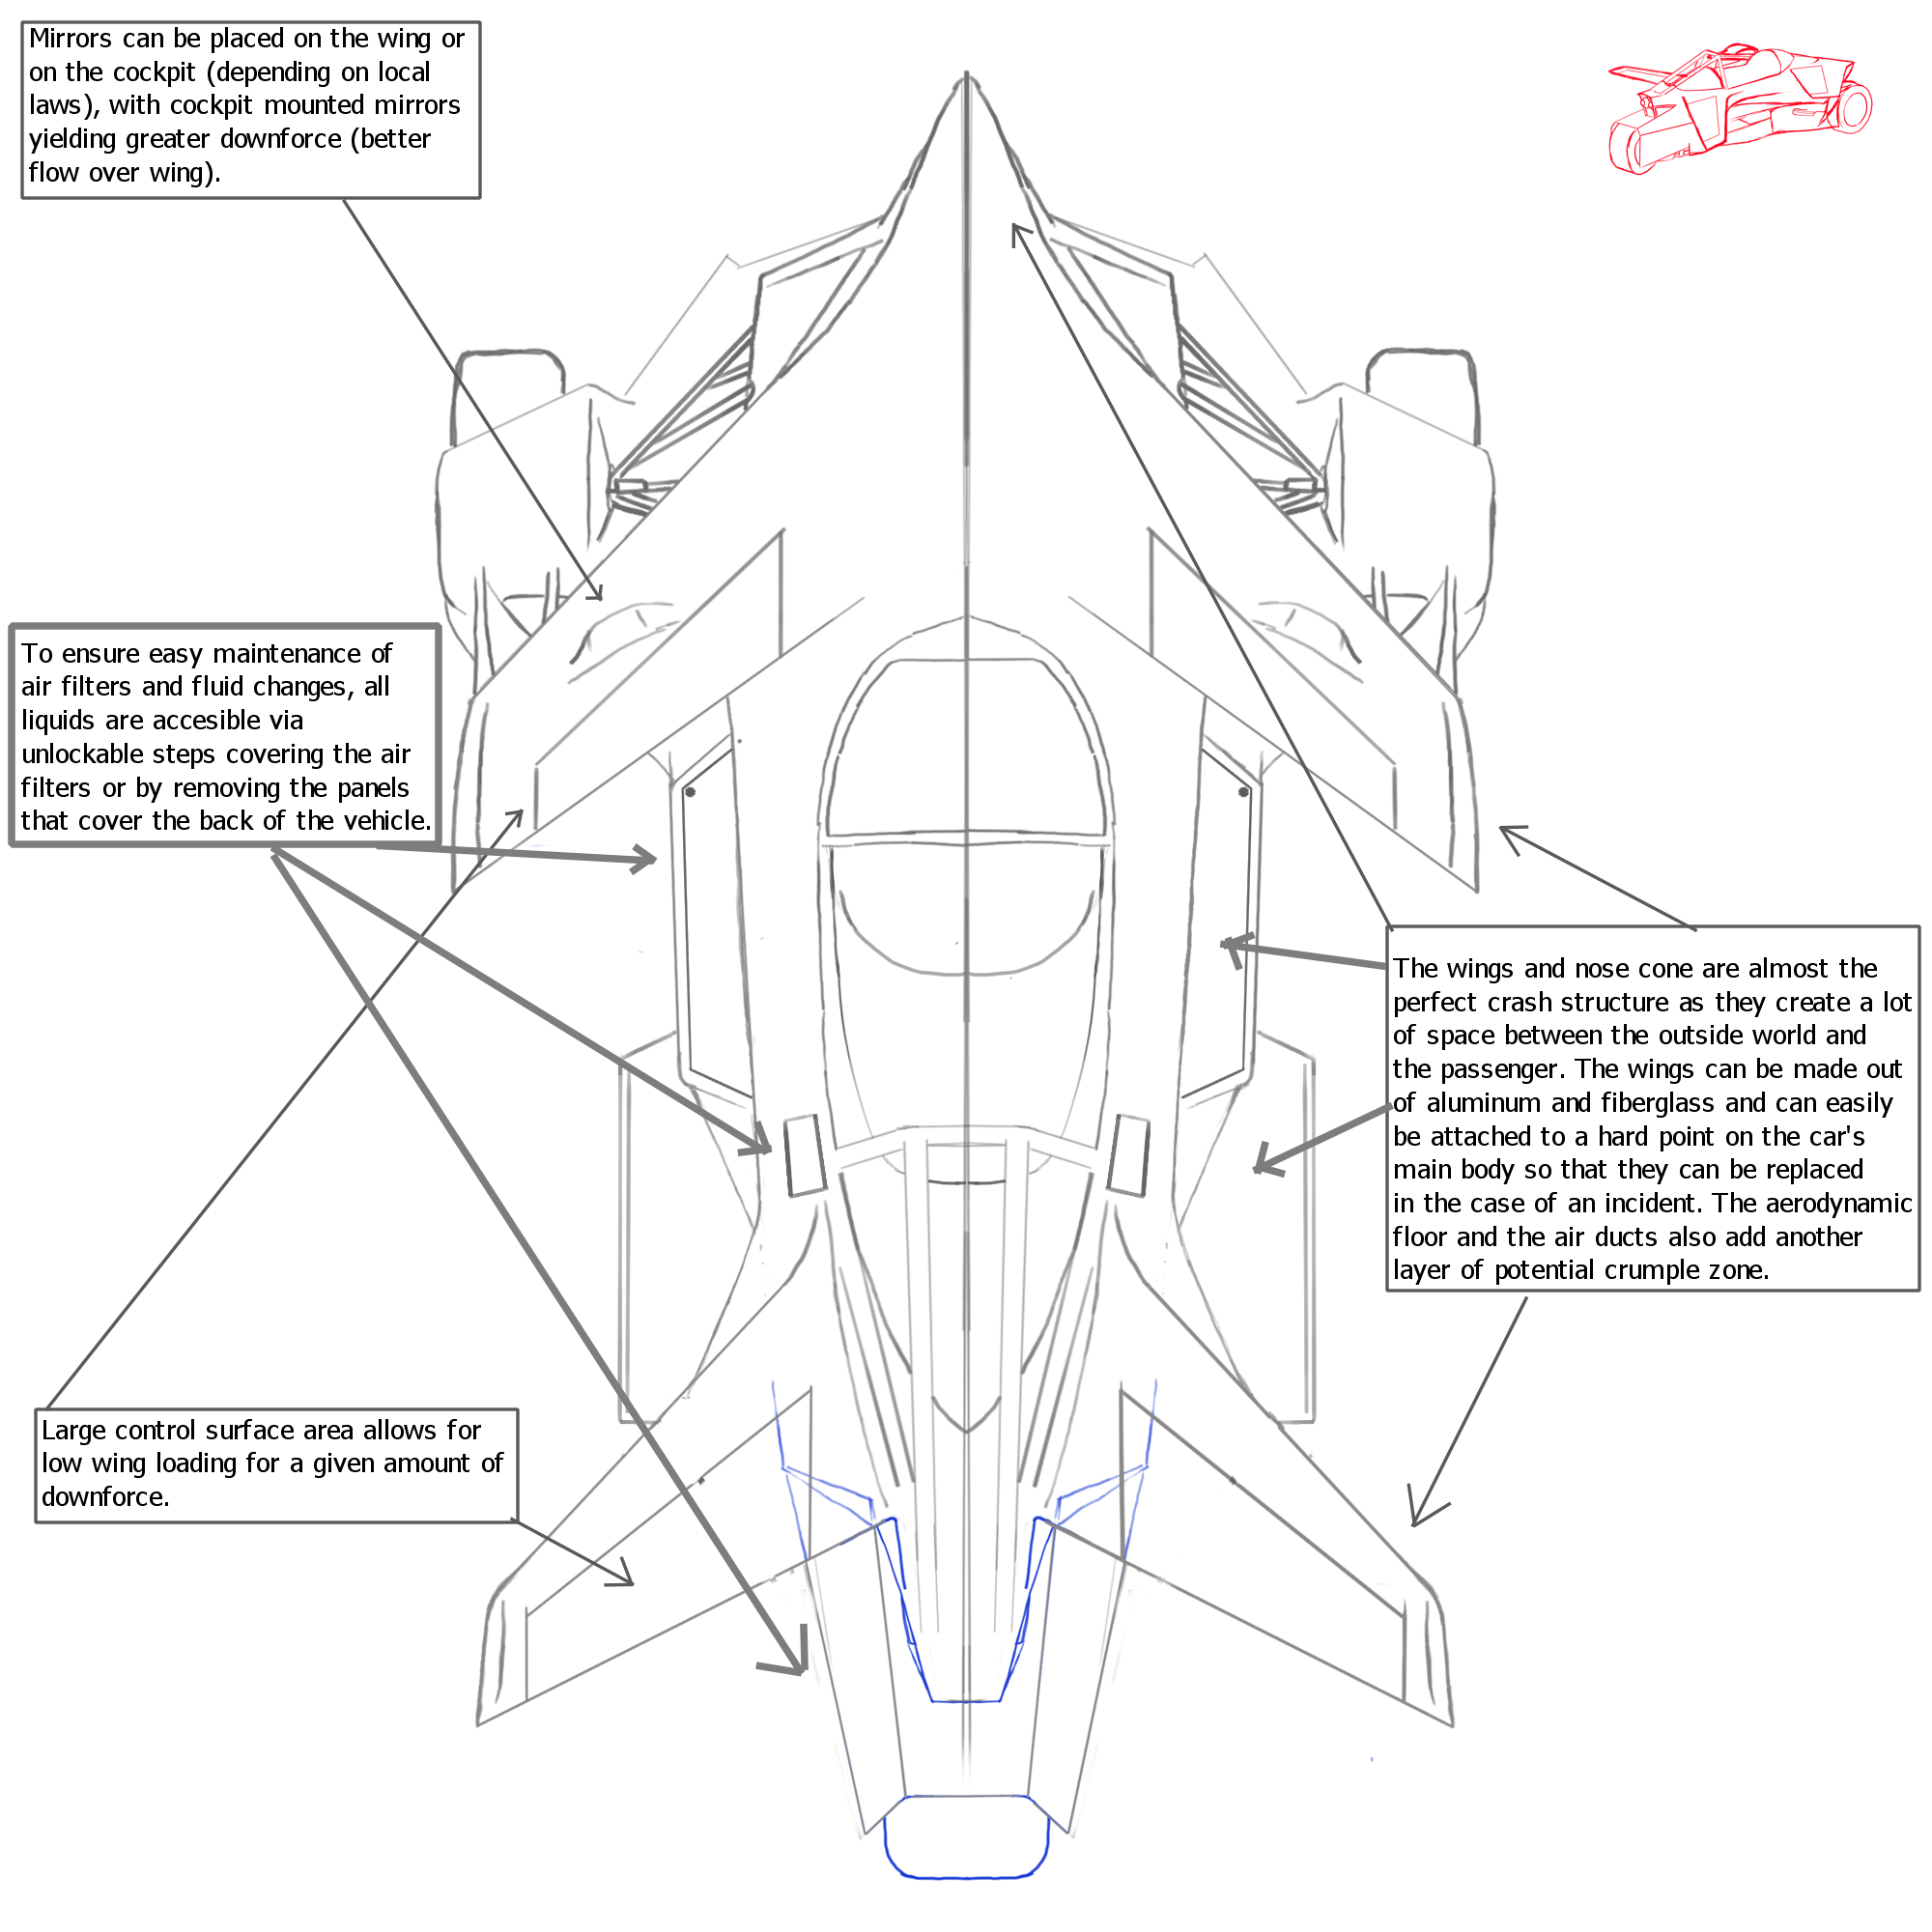 Mirrors can be placed on the wing or
on the cockpit (depending on local
laws), with cockpit mounted mirrors
yielding greater downforce (better
flow over wing).
To ensure easy maintenance of
air filters and fluid changes, all
liquids are accesible via
unlockable steps covering the air
filters or by removing the panels
that cover the back of the vehicle.
The wings and nose cone are almost the
perfect crash structure as they create a lot
of space between the outside world and
the passenger. The wings can be made out
of aluminum and fiberglass and can easily
be attached to a hard point on the car's
main body so that they can be replaced
in the case of an incident. The aerodynamic
floor and the air ducts also add another
layer of potential crumple zone.
Large control surface area allows for
low wing loading for a given amount of
downforce.